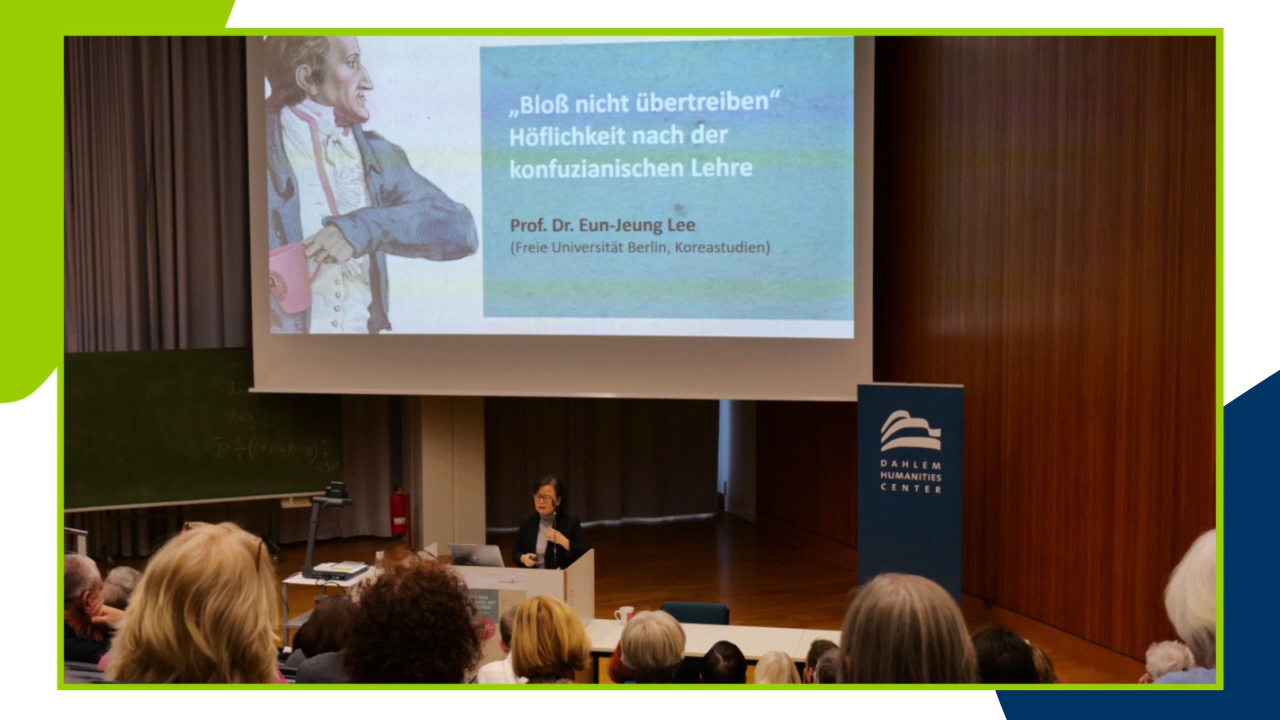 „Bloß nicht übertreiben“
Höflichkeit nach der
konfuzianischen Lehre
Prof. Dr. Eun-Jeung Lee
(Freie Universität Berlin, Koreastudien)
DAHLEM
HUMANITIES
CENTER